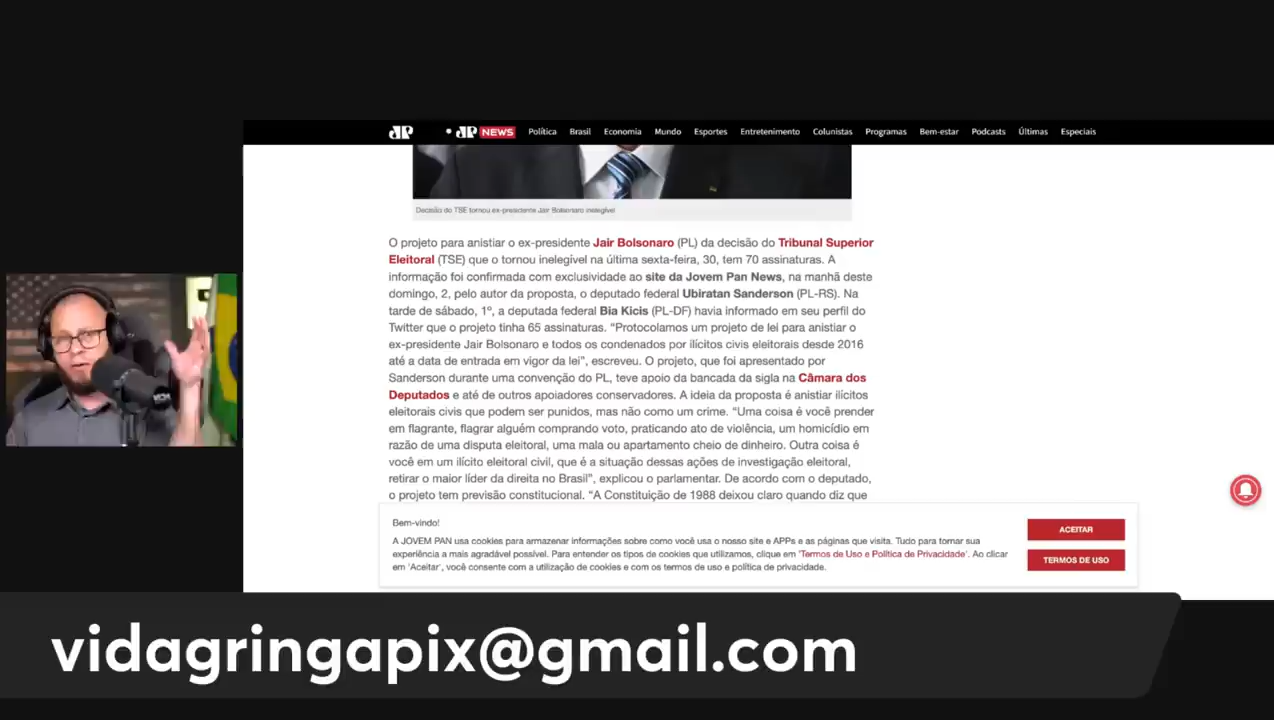 JP
JP NEWS Política Brasil Economia Mundo Esportes Entretenimento Colunistas Programas Bem-estar Podcasts Últimas Especiais
Decisão do TSE tornou ex-presidente Jair Bolsonaro inelegível
O projeto para anistiar o ex-presidente Jair Bolsonaro (PL) da decisão do Tribunal Superior
Eleitoral (TSE) que o tornou inelegível na última sexta-feira, 30, tem 70 assinaturas. A
informação foi confirmada com exclusividade ao site da Jovem Pan News, na manhã deste
domingo, 2, pelo autor da proposta, o deputado federal Ubiratan Sanderson (PL-RS). Na
tarde de sábado, 1º, a deputada federal Bia Kicis (PL-DF) havia informado em seu perfil do
Twitter que o projeto tinha 65 assinaturas. “Protocolamos um projeto de lei para anistiar o
ex-presidente Jair Bolsonaro e todos os condenados por ilícitos civis eleitorais desde 2016
até a data de entrada em vigor da lei”, escreveu. O projeto, que foi apresentado por
Sanderson durante uma convenção do PL, teve apoio da bancada da sigla na Câmara dos
Deputados e até de outros apoiadores conservadores. A ideia da proposta é anistiar ilícitos
eleitorais civis que podem ser punidos, mas não como um crime. “Uma coisa é você prender
em flagrante, flagrar alguém comprando voto, praticando ato de violência, um homicídio em
razão de uma disputa eleitoral, uma mala ou apartamento cheio de dinheiro. Outra coisa é
você em um ilícito eleitoral civil, que é a situação dessas ações de investigação eleitoral,
retirar o maior líder da direita no Brasil”, explicou o parlamentar. De acordo com o deputado,
o projeto tem previsão constitucional. “A Constituição de 1988 deixou claro quando diz que
Bem-vindo!
A JOVEM PAN usa cookies para armazenar informações sobre como você usa o nosso site e APPs e as páginas que visita. Tudo para tornar sua
experiência a mais agradável possível. Para entender os tipos de cookies que utilizamos, clique em 'Termos de Uso e Política de Privacidade'. Ao clicar
em 'Aceitar', você consente com a utilização de cookies e com os termos de uso e política de privacidade.
ACEITAR
TERMOS DE USO
vidagringapix@gmail.com